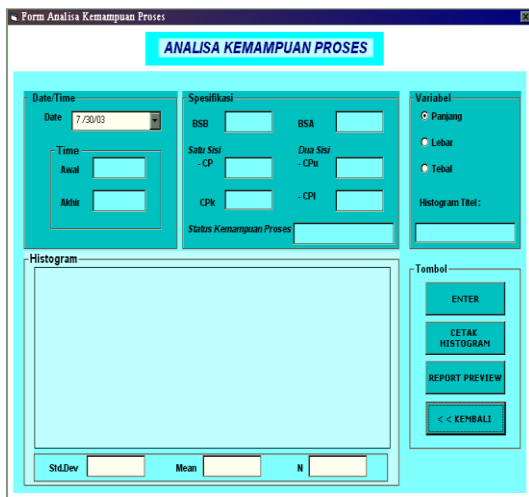 Form Analisa Kemampuan Proses
ANALISA KEMAMPUAN PROSES
Date/Time
Date 7 /30/03
Time
Awal
Akhir
Spesifikasi
BSB BSA
Satu Sisi Dua Sisi
- CP - CPu
CPk - CPl
Status Kemampuan Proses
Variabel
Panjang
Lebar
Tebal
Histogram Titel :
Histogram
Std.Dev Mean N
Tombol
ENTER
CETAK
HISTOGRAM
REPORT PREVIEW
< < KEMBALI